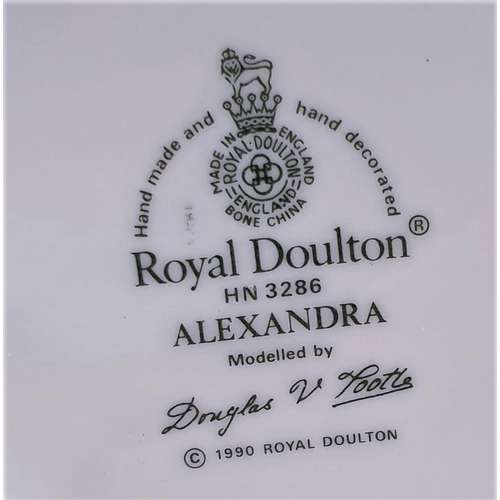 Hand made and hand decorated
MADE IN ENGLAND
ROYAL·DOULTON
ENGLAND
BONE CHINA
Royal Doulton®
HN 3286
ALEXANDRA
Modelled by
Douglas V Tootle
© 1990 ROYAL DOULTON